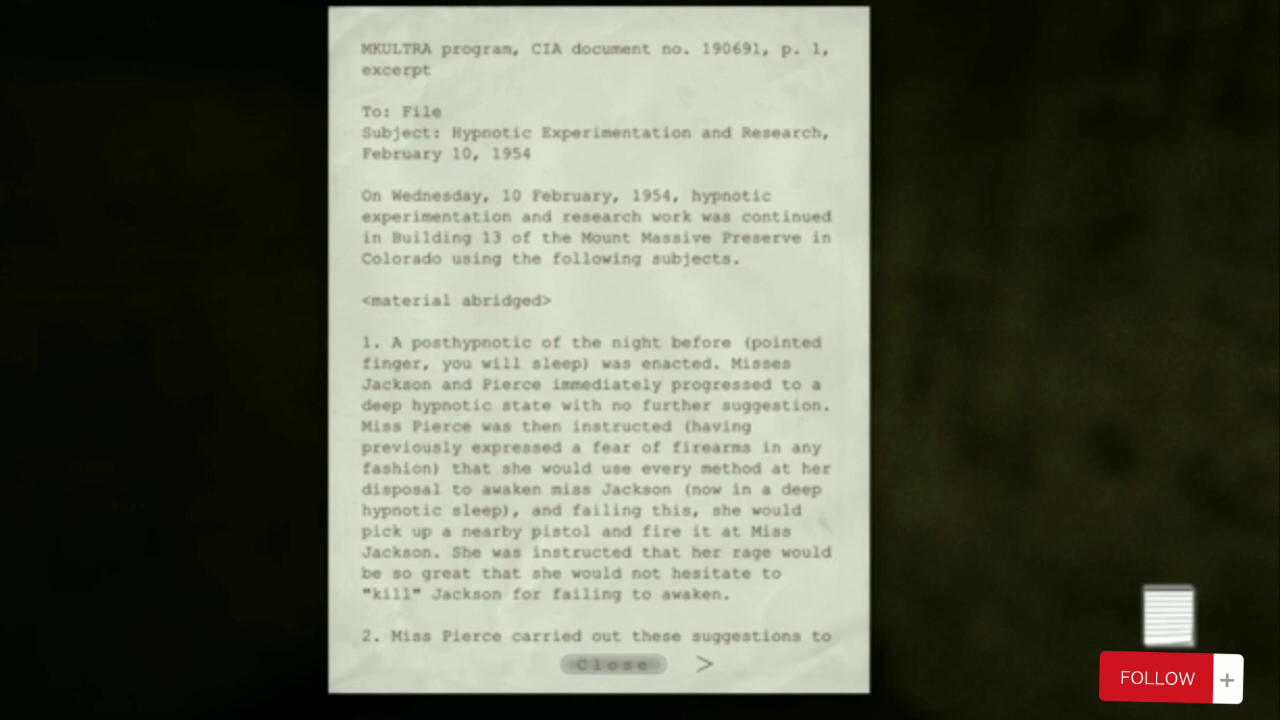 MKULTRA program, CIA document no. 190691, p. 1,
excerpt
To: File
Subject: Hypnotic Experimentation and Research,
February 10, 1954
On Wednesday, 10 February, 1954, hypnotic
experimentation and research work was continued
in Building 13 of the Mount Massive Preserve in
Colorado using the following subjects.
<material abridged>
1. A posthypnotic of the night before (pointed
finger, you will sleep) was enacted. Misses
Jackson and Pierce immediately progressed to a
deep hypnotic state with no further suggestion.
Miss Pierce was then instructed (having
previously expressed a fear of firearms in any
fashion) that she would use every method at her
disposal to awaken miss Jackson (now in a deep
hypnotic sleep), and failing this, she would
pick up a nearby pistol and fire it at Miss
Jackson. She was instructed that her rage would
be so great that she would not hesitate to
"kill" Jackson for failing to awaken.
2. Miss Pierce carried out these suggestions to
Close >
FOLLOW +